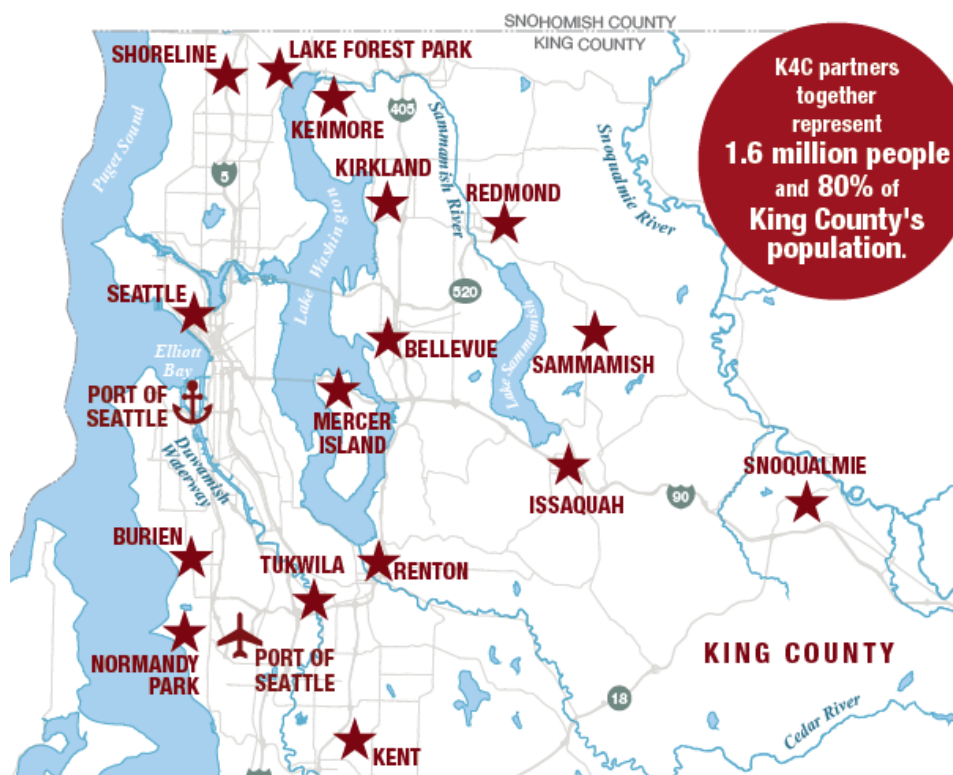 SNOHOMISH COUNTY
KING COUNTY
K4C partners
together
represent
1.6 million people
and 80% of
King County's
population.
SHORELINE
LAKE FOREST PARK
KENMORE
405
Sammamish River
Snoqualmie River
Puget Sound
5
KIRKLAND
REDMOND
Lake Washington
520
SEATTLE
Elliott
Bay
BELLEVUE
Lake Sammamish
SAMMAMISH
PORT OF
SEATTLE
MERCER
ISLAND
Duwamish
Waterway
ISSAQUAH
90
SNOQUALMIE
BURIEN
TUKWILA
RENTON
NORMANDY
PARK
PORT OF
SEATTLE
KING COUNTY
18
Cedar River
KENT